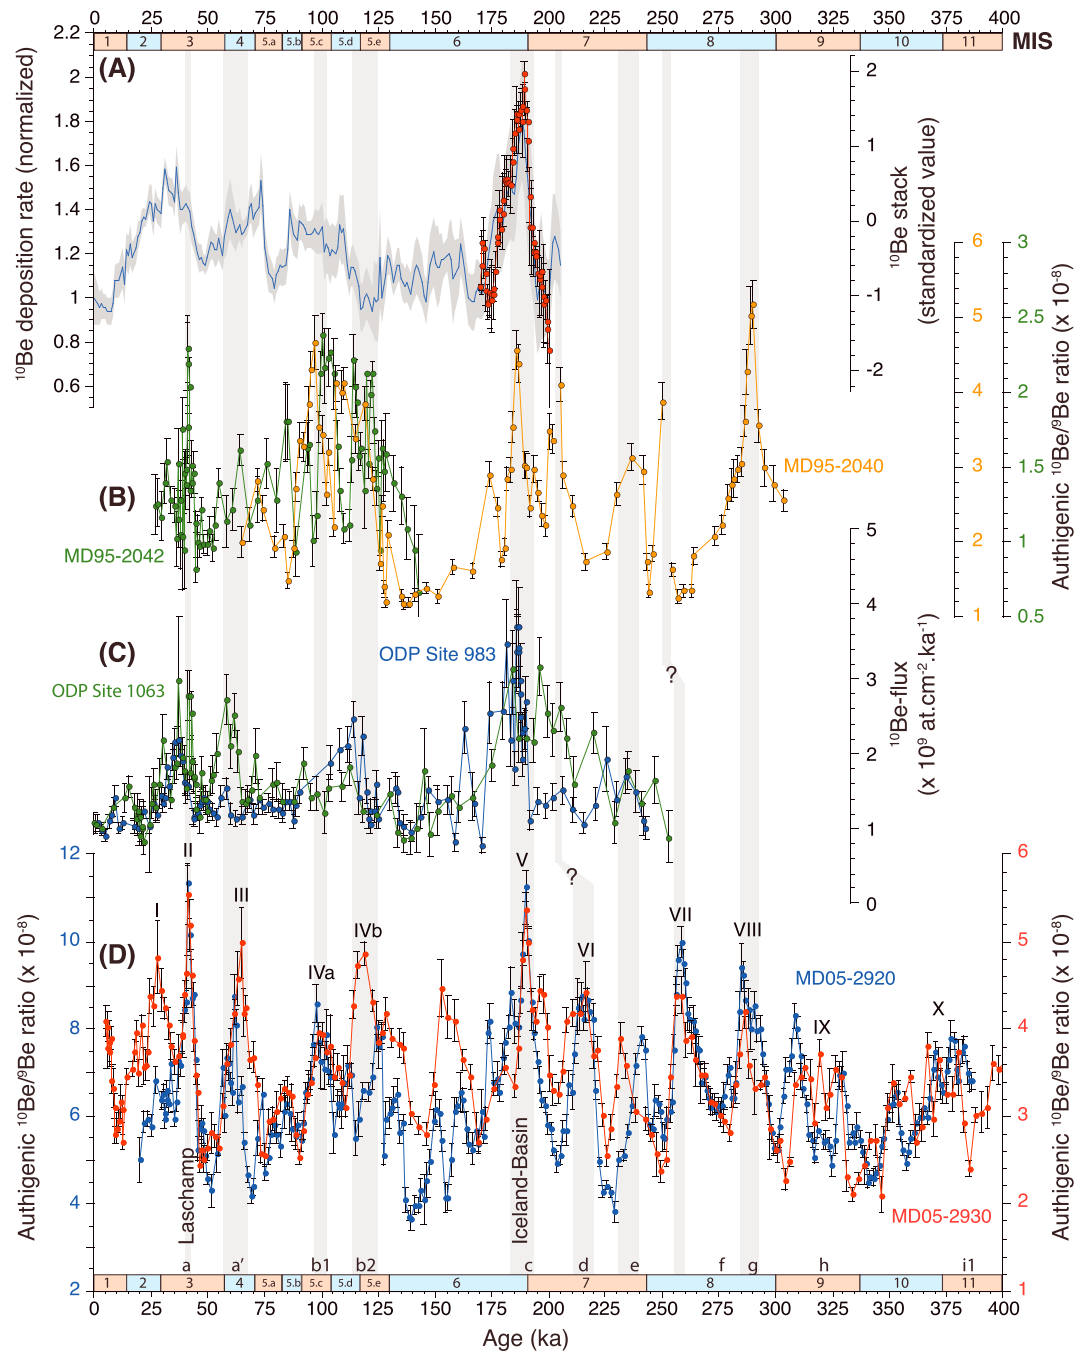 0 25 50 75 100 125 150 175 200 225 250 275 300 325 350 375 400
1 2 3 4 5.a 5.b 5.c 5.d 5.e 6 7 8 9 10 11 MIS
(A)
2.2
2
1.8
1.6
1.4
1.2
1
0.8
0.6
10Be deposition rate (normalized)
2
1
0
-1
-2
10Be stack
(standardized value)
(B)
MD95-2042
MD95-2040
6
5
4
3
2
1
3
2.5
2
1.5
1
0.5
Authigenic 10Be/9Be ratio (x 10-8)
(C)
ODP Site 983
ODP Site 1063
?
5
4
3
2
1
0
10Be-flux
(x 109 at.cm-2.ka-1)
?
(D)
I II III IVa IVb V VI VII VIII IX X
MD05-2920
MD05-2930
12
10
8
6
4
2
Authigenic 10Be/9Be ratio (x 10-8)
6
5
4
3
2
1
Authigenic 10Be/9Be ratio (x 10-8)
Laschamp
Iceland-Basin
a a' b1 b2 c d e f g h i1
1 2 3 4 5.a 5.b 5.c 5.d 5.e 6 7 8 9 10 11
0 25 50 75 100 125 150 175 200 225 250 275 300 325 350 375 400
Age (ka)